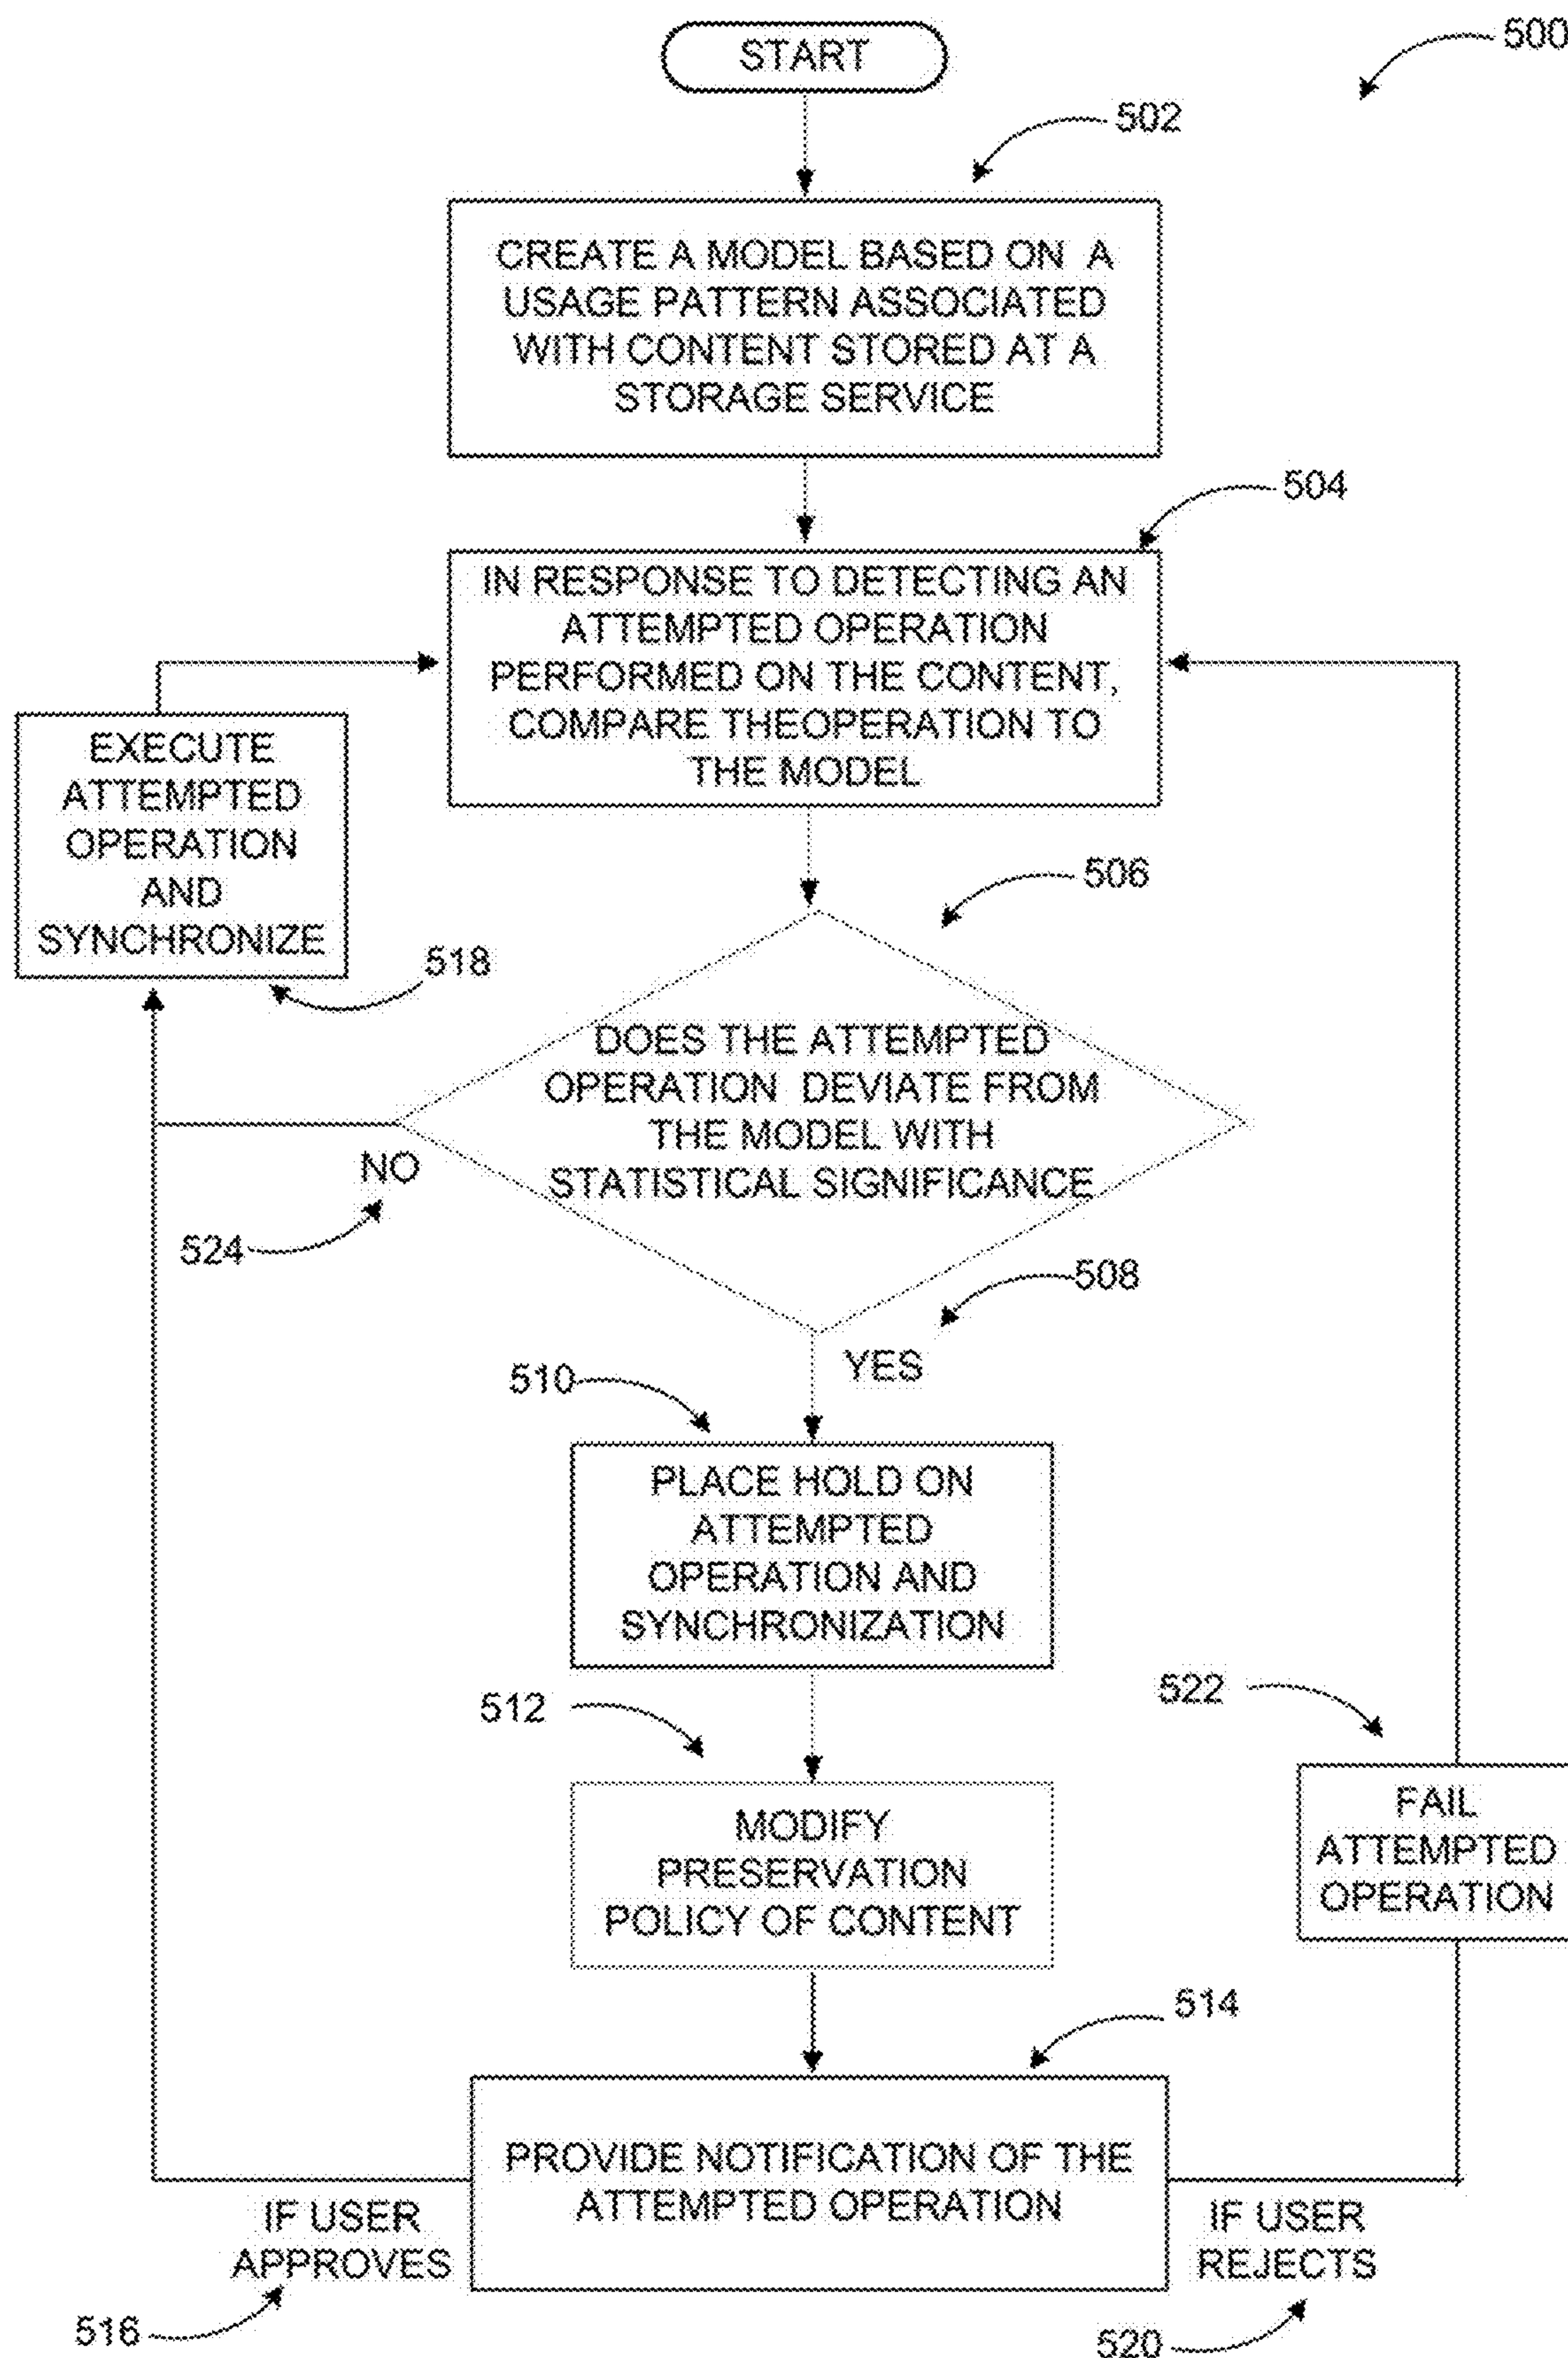 START
500
502
CREATE A MODEL BASED ON A
USAGE PATTERN ASSOCIATED
WITH CONTENT STORED AT A
STORAGE SERVICE
504
IN RESPONSE TO DETECTING AN
ATTEMPTED OPERATION
PERFORMED ON THE CONTENT,
COMPARE THEOPERATION TO
THE MODEL
EXECUTE
ATTEMPTED
OPERATION
AND
SYNCHRONIZE
518
506
DOES THE ATTEMPTED
OPERATION DEVIATE FROM
THE MODEL WITH
STATISTICAL SIGNIFICANCE
NO
524
508
YES
510
PLACE HOLD ON
ATTEMPTED
OPERATION AND
SYNCHRONIZATION
512
MODIFY
PRESERVATION
POLICY OF CONTENT
522
FAIL
ATTEMPTED
OPERATION
514
PROVIDE NOTIFICATION OF THE
ATTEMPTED OPERATION
IF USER
APPROVES
516
IF USER
REJECTS
520